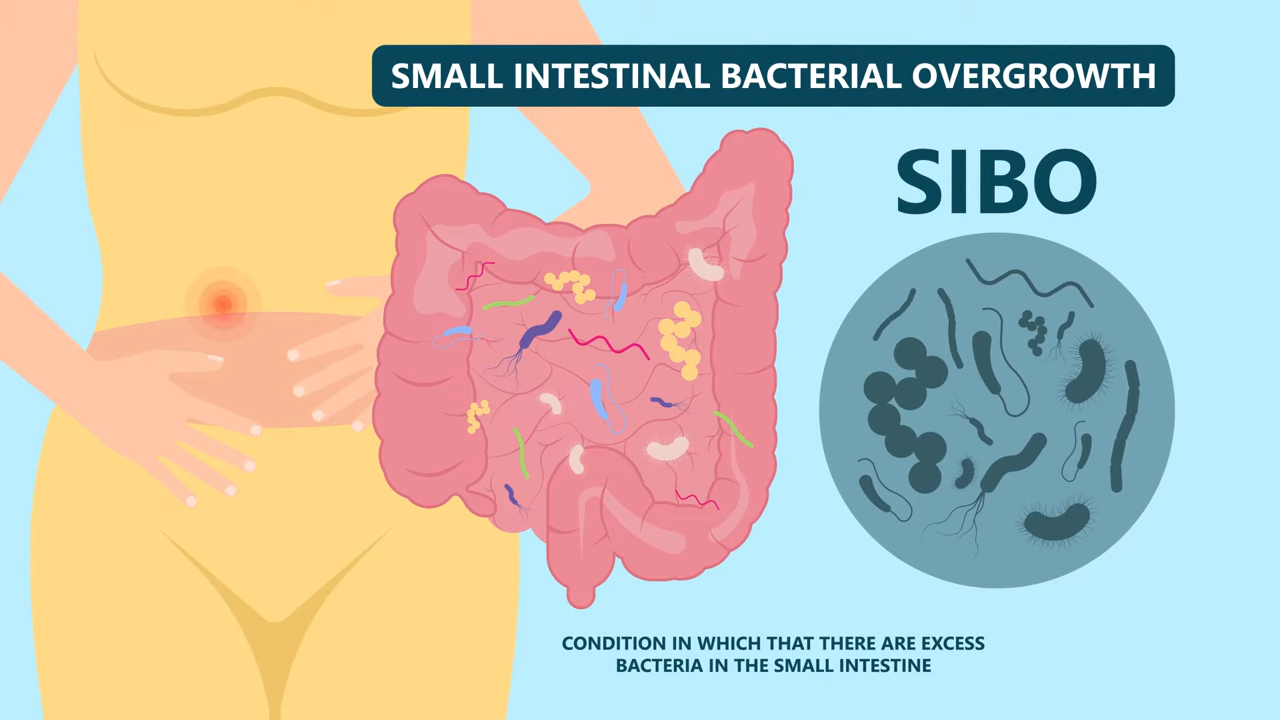 SMALL INTESTINAL BACTERIAL OVERGROWTH
SIBO
CONDITION IN WHICH THAT THERE ARE EXCESS
BACTERIA IN THE SMALL INTESTINE